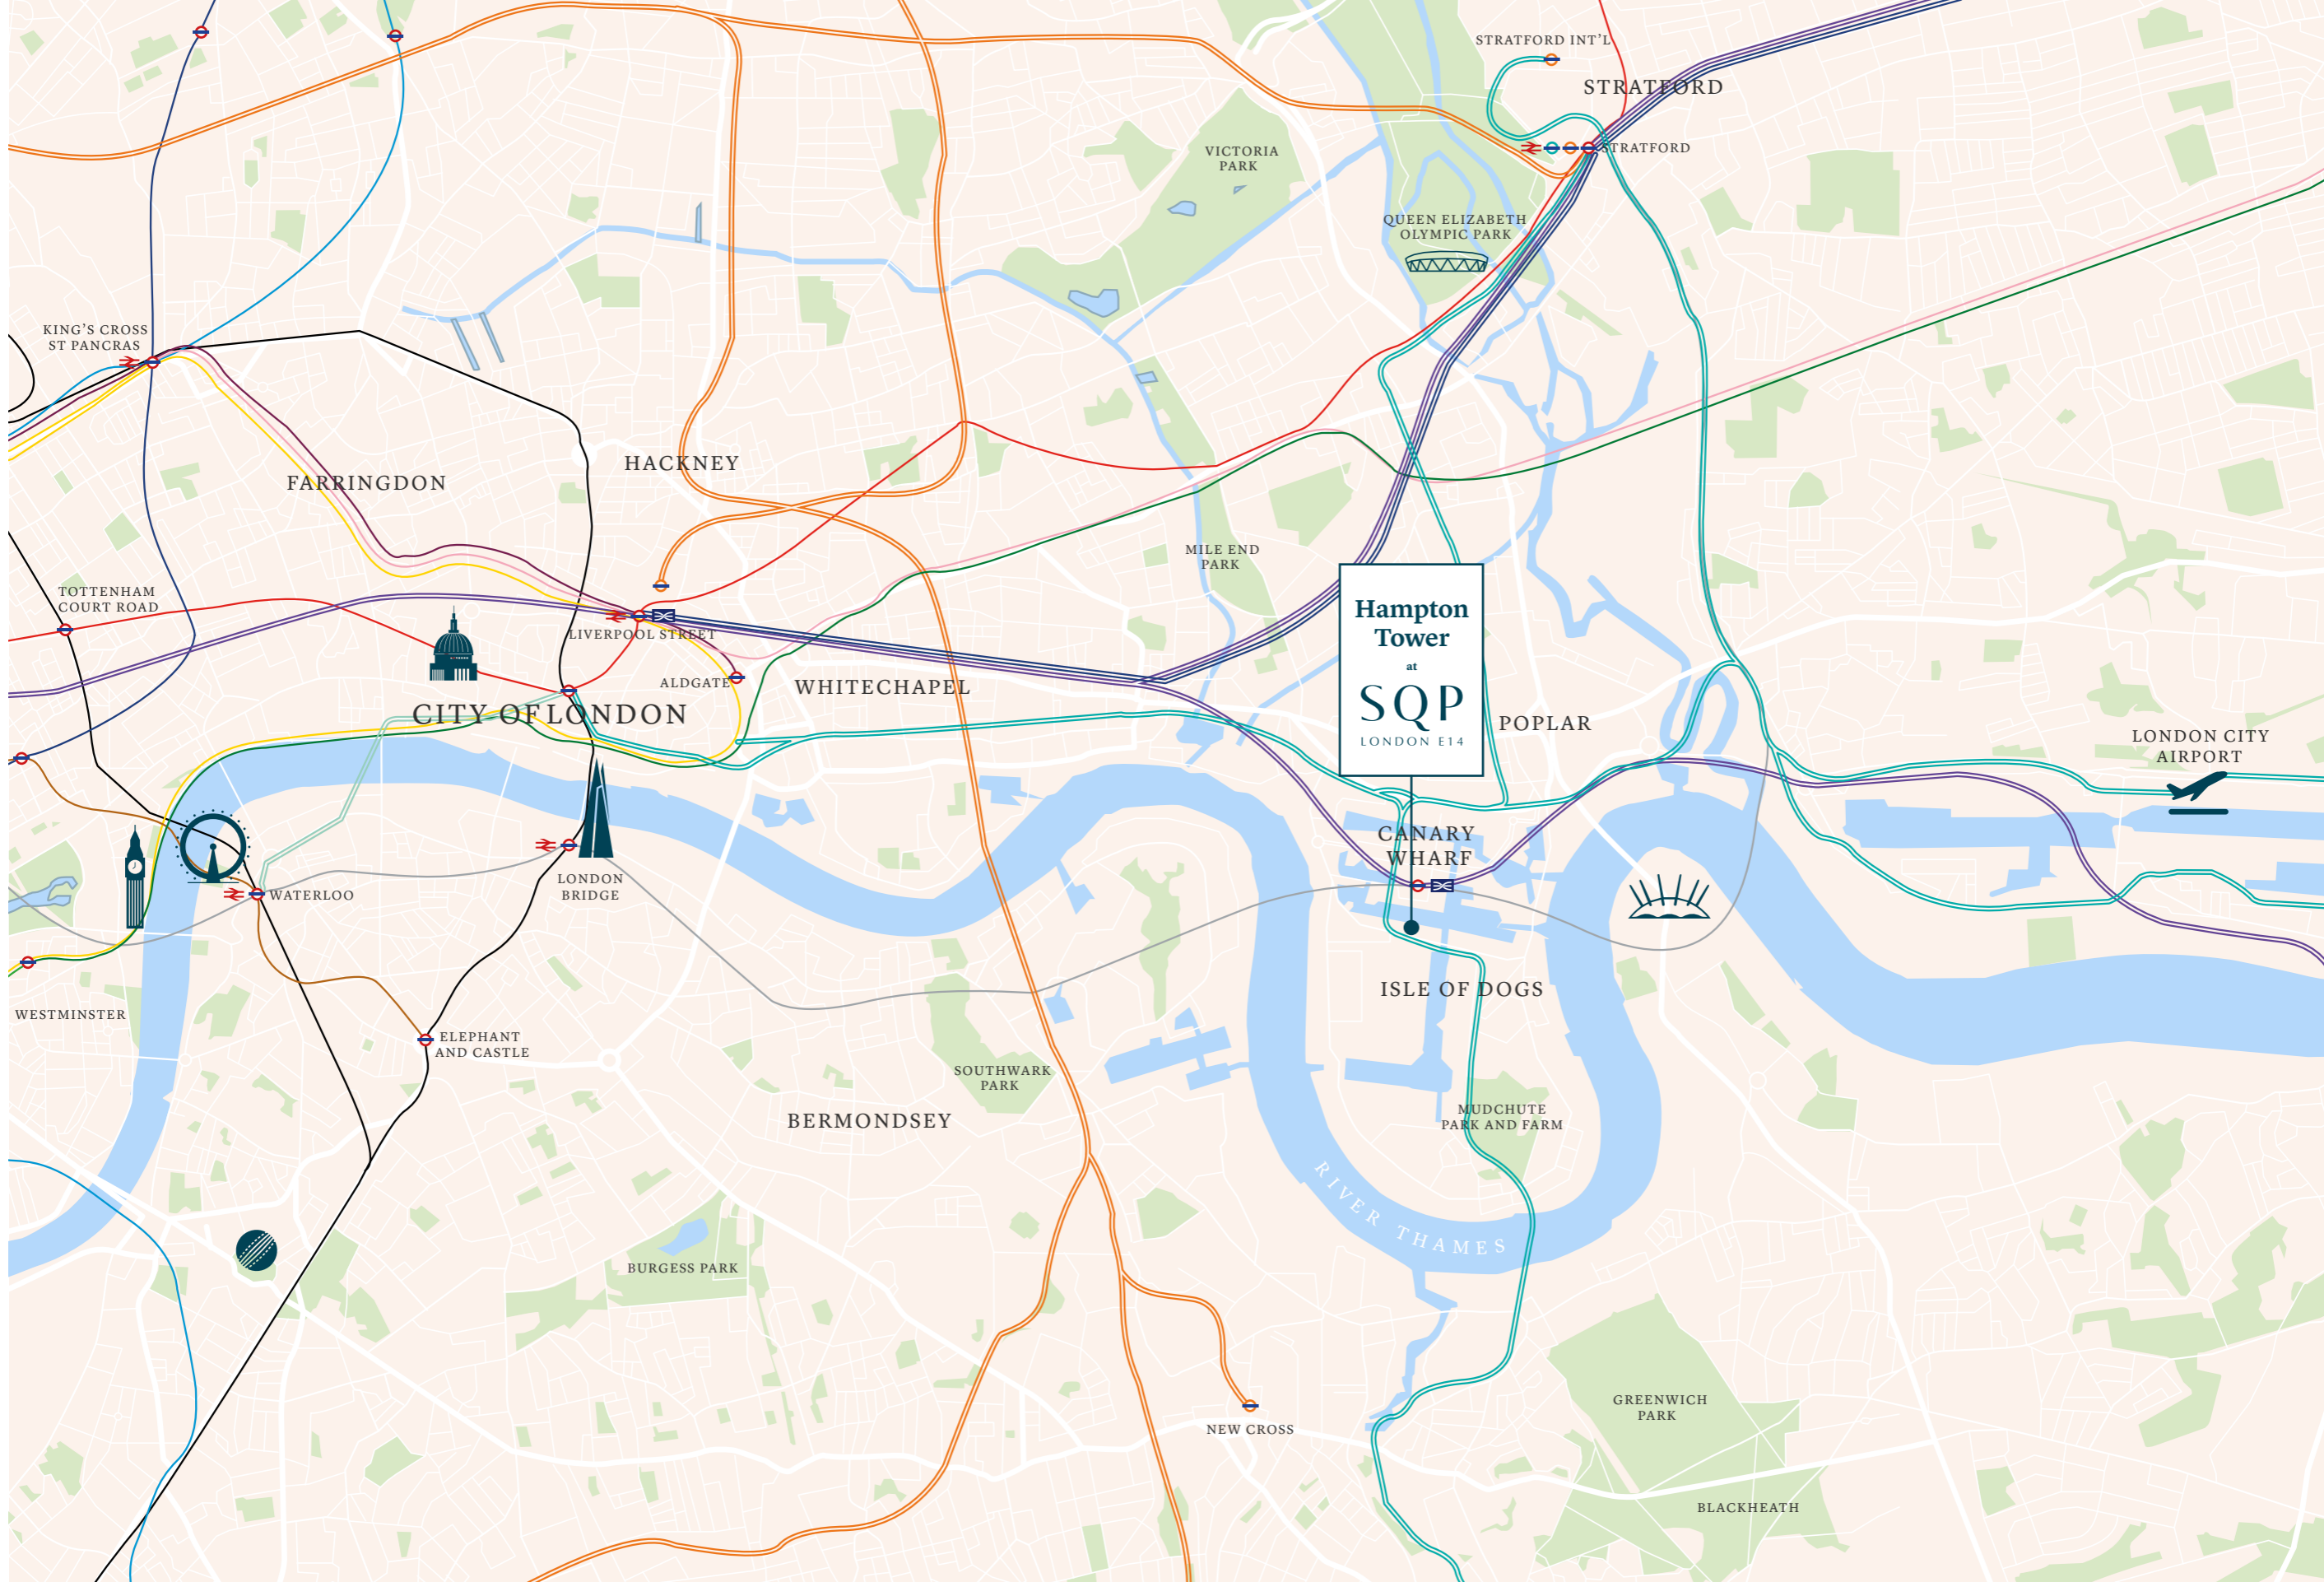 STRATFORD INT'L
STRATFORD
STRATFORD
VICTORIA
PARK
QUEEN ELIZABETH
OLYMPIC PARK
KING'S CROSS
ST PANCRAS
HACKNEY
FARRINGDON
MILE END
PARK
TOTTENHAM
COURT ROAD
LIVERPOOL STREET
ALDGATE
WHITECHAPEL
CITY OF LONDON
Hampton
Tower
at
SQP
LONDON E14
POPLAR
LONDON CITY
AIRPORT
CANARY
WHARF
LONDON
BRIDGE
WATERLOO
ISLE OF DOGS
WESTMINSTER
ELEPHANT
AND CASTLE
SOUTHWARK
PARK
BERMONDSEY
MUDCHUTE
PARK AND FARM
RIVER THAMES
BURGESS PARK
NEW CROSS
GREENWICH
PARK
BLACKHEATH